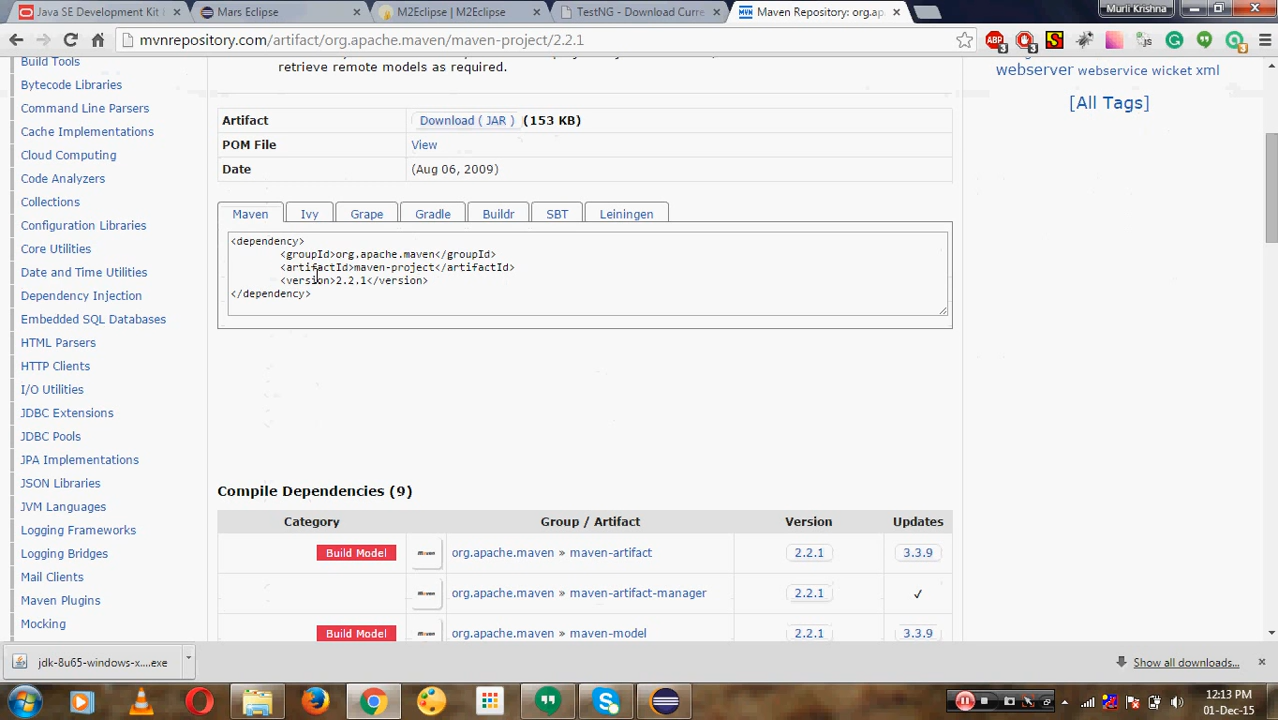 Java SE Development Kit
Mars Eclipse
M2Eclipse | M2Eclipse
TestNG - Download Curre
Maven Repository: org.ap
Murli Krishna
mvnrepository.com/artifact/org.apache.maven/maven-project/2.2.1
Build Tools
Bytecode Libraries
Command Line Parsers
Cache Implementations
Cloud Computing
Code Analyzers
Collections
Configuration Libraries
Core Utilities
Date and Time Utilities
Dependency Injection
Embedded SQL Databases
HTML Parsers
HTTP Clients
I/O Utilities
JDBC Extensions
JDBC Pools
JPA Implementations
JSON Libraries
JVM Languages
Logging Frameworks
Logging Bridges
Mail Clients
Maven Plugins
Mocking
retrieve remote models as required.
Artifact Download ( JAR ) (153 KB)
POM File View
Date (Aug 06, 2009)
Maven Ivy Grape Gradle Buildr SBT Leiningen
<dependency>
<groupId>org.apache.maven</groupId>
<artifactId>maven-project</artifactId>
<version>2.2.1</version>
</dependency>
Compile Dependencies (9)
Category Group / Artifact Version Updates
Build Model maven org.apache.maven » maven-artifact 2.2.1 3.3.9
maven org.apache.maven » maven-artifact-manager 2.2.1 ✓
Build Model maven org.apache.maven » maven-model 2.2.1 3.3.9
webserver webservice wicket xml
[All Tags]
jdk-8u65-windows-x....exe
Show all downloads...
12:13 PM
01-Dec-15